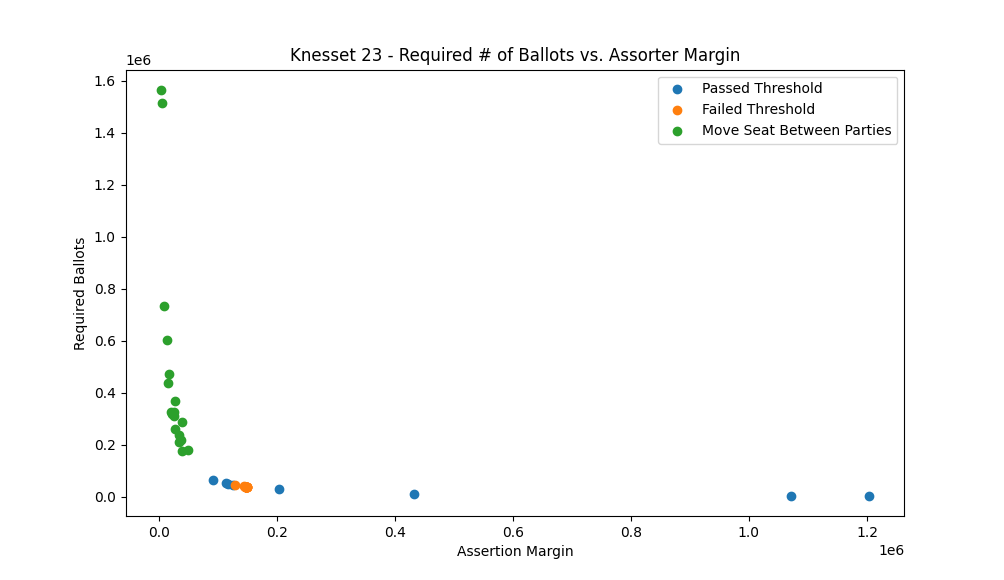 Knesset 23 - Required # of Ballots vs. Assorter Margin
1e6
1.6
1.4
1.2
1.0
0.8
0.6
0.4
0.2
0.0
Required Ballots
Passed Threshold
Failed Threshold
Move Seat Between Parties
0.0 0.2 0.4 0.6 0.8 1.0 1.2
1e6
Assertion Margin